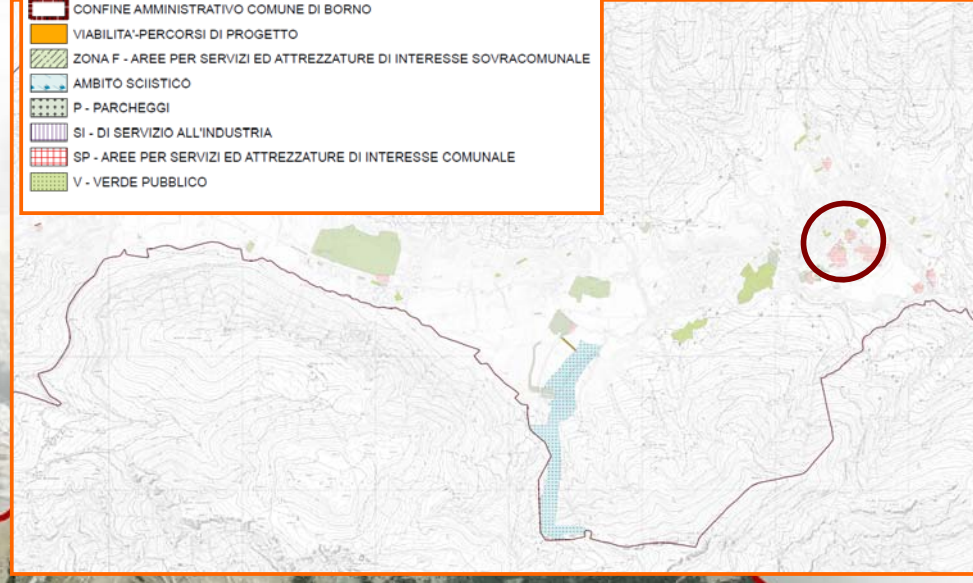 CONFINE AMMINISTRATIVO COMUNE DI BORNO
VIABILITA'-PERCORSI DI PROGETTO
ZONA F - AREE PER SERVIZI ED ATTREZZATURE DI INTERESSE SOVRACOMUNALE
AMBITO SCIISTICO
P - PARCHEGGI
SI - DI SERVIZIO ALL'INDUSTRIA
SP - AREE PER SERVIZI ED ATTREZZATURE DI INTERESSE COMUNALE
V - VERDE PUBBLICO